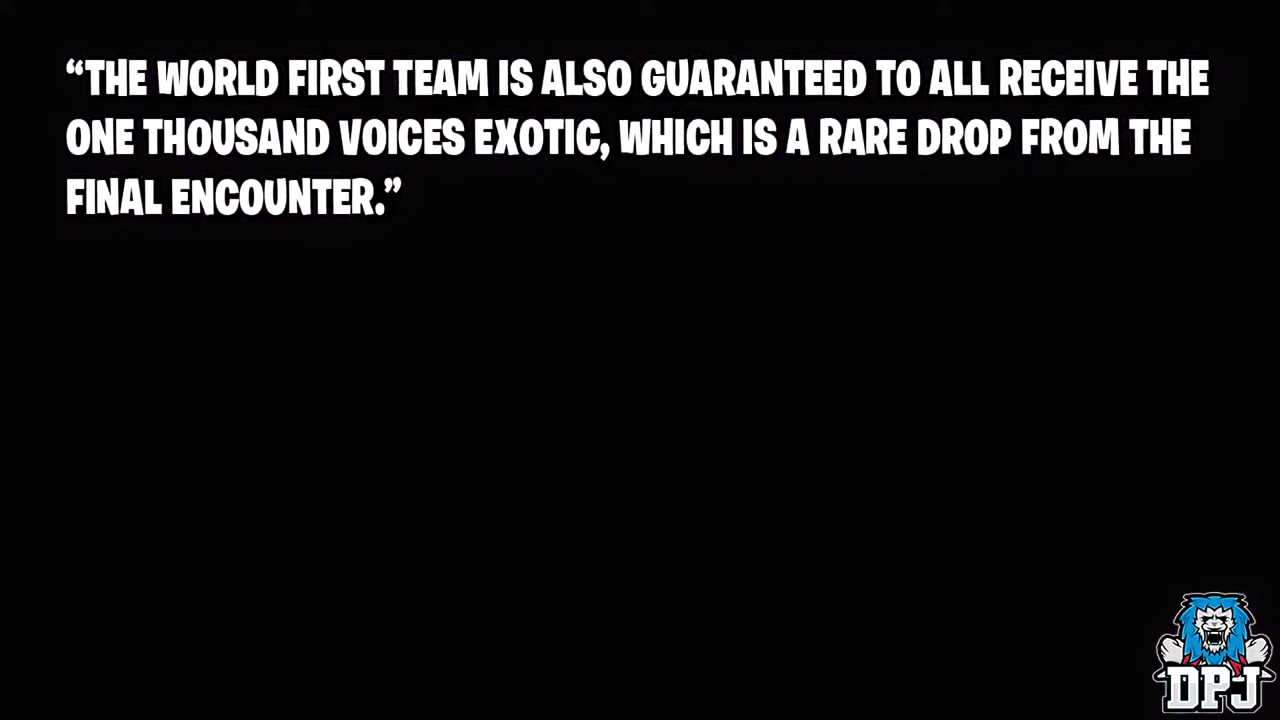 “THE WORLD FIRST TEAM IS ALSO GUARANTEED TO ALL RECEIVE THE
ONE THOUSAND VOICES EXOTIC, WHICH IS A RARE DROP FROM THE
FINAL ENCOUNTER.”
DPJ